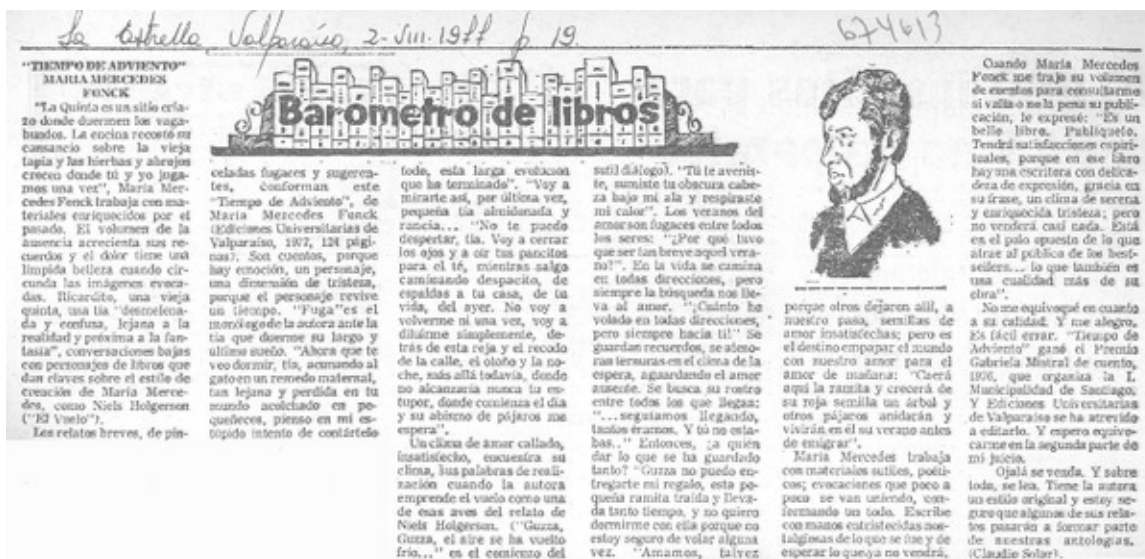 La Estrella Valparaíso, 2-VIII-1977 p 19.
674613
Barómetro de libros
"TIEMPO DE ADVIENTO"
MARIA MERCEDES
FONCK
"La Quinta es un sitio eria-
zo donde duermen los vaga-
bundos. La encina recostó su
cansancio sobre la vieja
tapia y las hierbas y abrojos
crecen donde tú y yo juga-
mos una vez", María Mer-
cedes Fonck trabaja con ma-
teriales enriquecidos por el
pasado. El volumen de la
ausencia acrecienta sus re-
cuerdos y el dolor tiene una
limpida belleza cuando cir-
cunda las imágenes evoca-
das. Ricardito, una vieja
quinta, una tía "desmelena-
da y confusa, lejana a la
realidad y próxima a la fan-
tasía", conversaciones bajas
con personajes de libros que
dan claves sobre el estilo de
creación de María Merce-
des, como Niels Holgerson
("El Vuelo").
Los relatos breves, de pin-
celadas fugaces y sugeren-
tes, conforman este
"Tiempo de Adviento", de
María Mercedes Fonck
(Ediciones Universitarias de
Valparaíso, 1977, 124 pági-
nas). Son cuentos, porque
hay emoción, un personaje,
una dimensión de tristeza,
porque el personaje revive
un tiempo. "Fuga" es el
monólogo de la autora ante la
tía que duerme su largo y
último sueño. "Ahora que te
veo dormir, tía, acunando al
gato en un remedo maternal,
tan lejana y perdida en tu
mundo acolchado en pe-
queñeces, pienso en mi es-
túpido intento de contártelo
todo, esta larga evolución
que ha terminado". "Voy a
mirarte así, por última vez,
pequeña tía almidonada y
rancia... "No te puedo
despertar, tía. Voy a cerrar
los ojos y a oir tus pancitos
para el té, mientras salgo
caminando despacito, de
espaldas a tu casa, de tu
vida, del ayer. No voy a
volverme ni una vez, voy a
diluirme simplemente, de-
trás de esta reja y el recodo
de la calle, el otoño y la no-
che, más allá todavía, donde
no alcanzaría nunca tu es-
tupor, donde comienza el día
y su abismo de pájaros me
espera".
Un clima de amor callado,
insatisfecho, encuentra su
clima, sus palabras de reali-
zación cuando la autora
emprende el vuelo como una
de esas aves del relato de
Niels Holgerson. ("Guzza,
Guzza, el aire se ha vuelto
frío..." es el comienzo del
sutil diálogo). "Tú te avenis-
te, sumiste tu obscura cabe-
za bajo mi ala y respiraste
mi calor". Los veranos del
amor son fugaces entre todos
los seres: "¿Por qué tuvo
que ser tan breve aquel vera-
no?". En la vida se camina
en todas direcciones, pero
siempre la búsqueda nos lle-
va al amor. "¡Cuánto he
volado en todas direcciones,
pero siempre hacia ti!" Se
guardan recuerdos, se ateso-
ran ternuras en el clima de la
espera, aguardando el amor
ausente. Se busca su rostro
entre todos los que llegan:
"...seguíamos llegando,
tantos éramos. Y tú no esta-
bas.." Entonces, ¿a quién
dar lo que se ha guardado
tanto? "Guzza no puedo en-
tregarte mi regalo, esta pe-
queña ramita traída y lleva-
da tanto tiempo, y no quiero
dormirme con ella porque no
estoy seguro de volar alguna
vez. "Amamos, talvez
porque otros dejaron allí, a
nuestro paso, semillas de
amor insatisfechas; pero es
el destino empapar el mundo
con nuestro amor para el
amor de mañana: "Caerá
aquí la ramita y crecerá de
su roja semilla un árbol y
otros pájaros anidarán y
vivirán en él su verano antes
de emigrar".
María Mercedes trabaja
con materiales sutiles, poéti-
cos; evocaciones que poco a
poco se van uniendo, con-
formando un todo. Escribe
con manos entristecidas nos-
tálgicas de lo que se fue y de
esperar lo que ya no vendrá.
Cuando María Mercedes
Fonck me trajo su volumen
de cuentos para consultarme
si valía o no la pena su publi-
cación, le expresé: "Es un
bello libro. Publíquelo.
Tendrá satisfacciones espiri-
tuales, porque en ese libro
hay una escritora con delica-
deza de expresión, gracia en
su frase, un clima de serena
y enriquecida tristeza; pero
no venderá casi nada. Está
en el polo opuesto de lo que
atrae al público de los best-
sellers... lo que también es
una cualidad más de su
obra".
No me equivoqué en cuanto
a su calidad. Y me alegro.
Es fácil errar. "Tiempo de
Adviento" ganó el Premio
Gabriela Mistral de cuento,
1976, que organiza la I.
Municipalidad de Santiago.
Y Ediciones Universitarias
de Valparaíso se ha atrevido
a editarlo. Y espero equivo-
carme en la segunda parte de
mi juicio.
Ojalá se venda. Y sobre
todo, se lea. Tiene la autora
un estilo original y estoy se-
guro que algunos de sus rela-
tos pasarán a formar parte
de nuestras antologías.
(Claudio Solar).